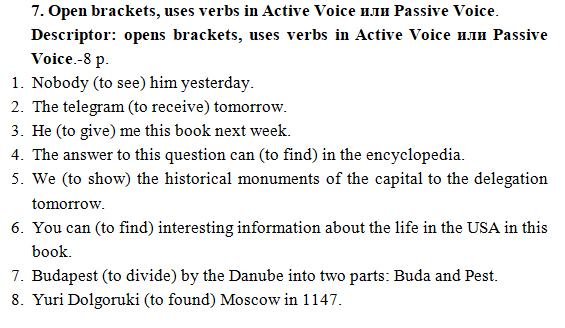 7. Open brackets, uses verbs in Active Voice или Passive Voice.
Descriptor: opens brackets, uses verbs in Active Voice или Passive
Voice.-8 p.
1. Nobody (to see) him yesterday.
2. The telegram (to receive) tomorrow.
3. He (to give) me this book next week.
4. The answer to this question can (to find) in the encyclopedia.
5. We (to show) the historical monuments of the capital to the delegation
tomorrow.
6. You can (to find) interesting information about the life in the USA in this
book.
7. Budapest (to divide) by the Danube into two parts: Buda and Pest.
8. Yuri Dolgoruki (to found) Moscow in 1147.